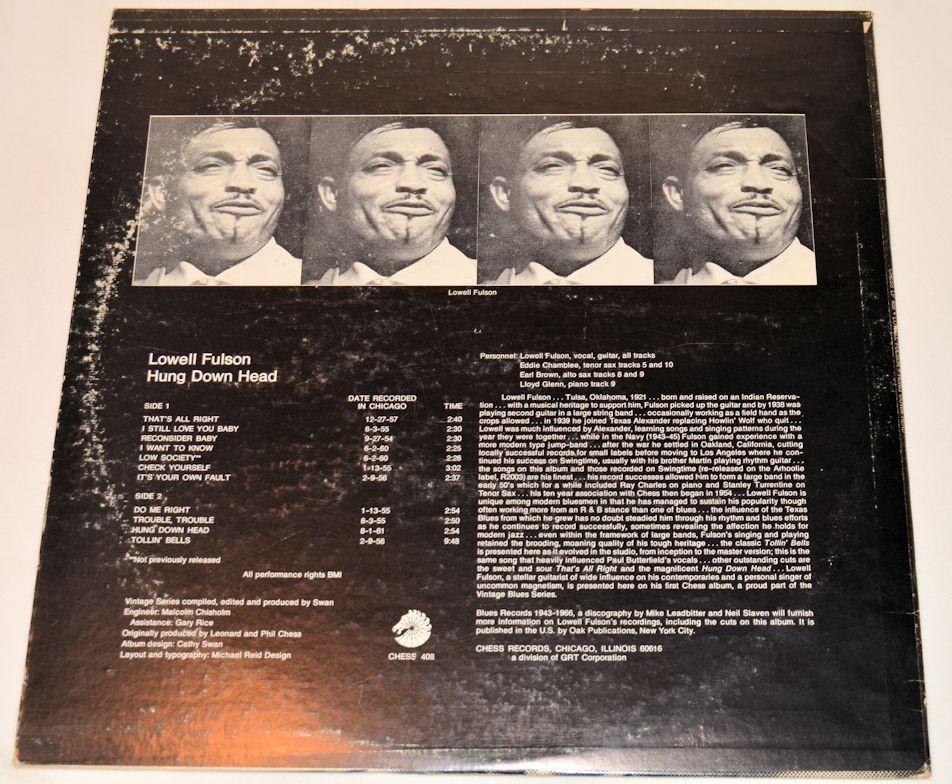 Lowell Fulson
Lowell Fulson
Hung Down Head
DATE RECORDED
SIDE 1 IN CHICAGO TIME
THAT'S ALL RIGHT 12-27-57 2:40
I STILL LOVE YOU BABY 8-3-55 2:30
RECONSIDER BABY 9-27-54 2:30
I WANT TO KNOW 6-2-60 2:25
LOW SOCIETY** 6-2-60 2:26
CHECK YOURSELF 1-13-55 3:02
IT'S YOUR OWN FAULT 2-9-56 2:37
SIDE 2
DO ME RIGHT 1-13-55 2:54
TROUBLE, TROUBLE 8-3-55 2:50
HUNG DOWN HEAD 8-1-61 2:54
TOLLIN' BELLS 2-9-56 9:48
**Not previously released
All performance rights BMI
Vintage Series compiled, edited and produced by Swan
Engineer: Malcolm Chisholm
Assistance: Gary Rice
Originally produced by Leonard and Phil Chess
Album design: Cathy Swan
Layout and typography: Michael Reid Design
CHESS 408
Personnel: Lowell Fulson, vocal, guitar, all tracks
Eddie Chamblee, tenor sax tracks 5 and 10
Earl Brown, alto sax tracks 8 and 9
Lloyd Glenn, piano track 9
Lowell Fulson . . . Tulsa, Oklahoma, 1921 . . . born and raised on an Indian Reserva-
tion . . . with a musical heritage to support him, Fulson picked up the guitar and by 1938 was
playing second guitar in a large string band . . . occasionally working as a field hand as the
crops allowed . . . in 1939 he joined Texas Alexander replacing Howlin' Wolf who quit . . .
Lowell was much influenced by Alexander, learning songs and singing patterns during the
year they were together . . . while in the Navy (1943-45) Fulson gained experience with a
more modern type jump-band . . . after the war he settled in Oakland, California, cutting
locally successful records for small labels before moving to Los Angeles where he con-
tinued his success on Swingtime, usually with his brother Martin playing rhythm guitar . . .
the songs on this album and those recorded on Swingtime (re-released on the Arhoolie
label, R2003) are his finest . . . his record successes allowed him to form a large band in the
early 50's which for a while included Ray Charles on piano and Stanley Turrentine on
Tenor Sax . . . his ten year association with Chess then began in 1954 . . . Lowell Fulson is
unique among modern bluesmen in that he has managed to sustain his popularity though
often working more from an R & B stance than one of blues . . . the influence of the Texas
Blues from which he grew has no doubt steadied him through his rhythm and blues efforts
as he continues to record successfully, sometimes revealing the affection he holds for
modern jazz . . . even within the framework of large bands, Fulson's singing and playing
retained the brooding, moaning quality of his tough heritage . . . the classic Tollin' Bells
is presented here as it evolved in the studio, from inception to the master version; this is the
same song that heavily influenced Paul Butterfield's vocals . . . other outstanding cuts are
the sweet and sour That's All Right and the magnificent Hung Down Head . . . Lowell
Fulson, a stellar guitarist of wide influence on his contemporaries and a personal singer of
uncommon magnetism, is presented here on his first Chess album, a proud part of the
Vintage Blues Series.
Blues Records 1943-1966, a discography by Mike Leadbitter and Neil Slaven will furnish
more information on Lowell Fulson's recordings, including the cuts on this album. It is
published in the U.S. by Oak Publications, New York City.
CHESS RECORDS, CHICAGO, ILLINOIS 60616
a division of GRT Corporation